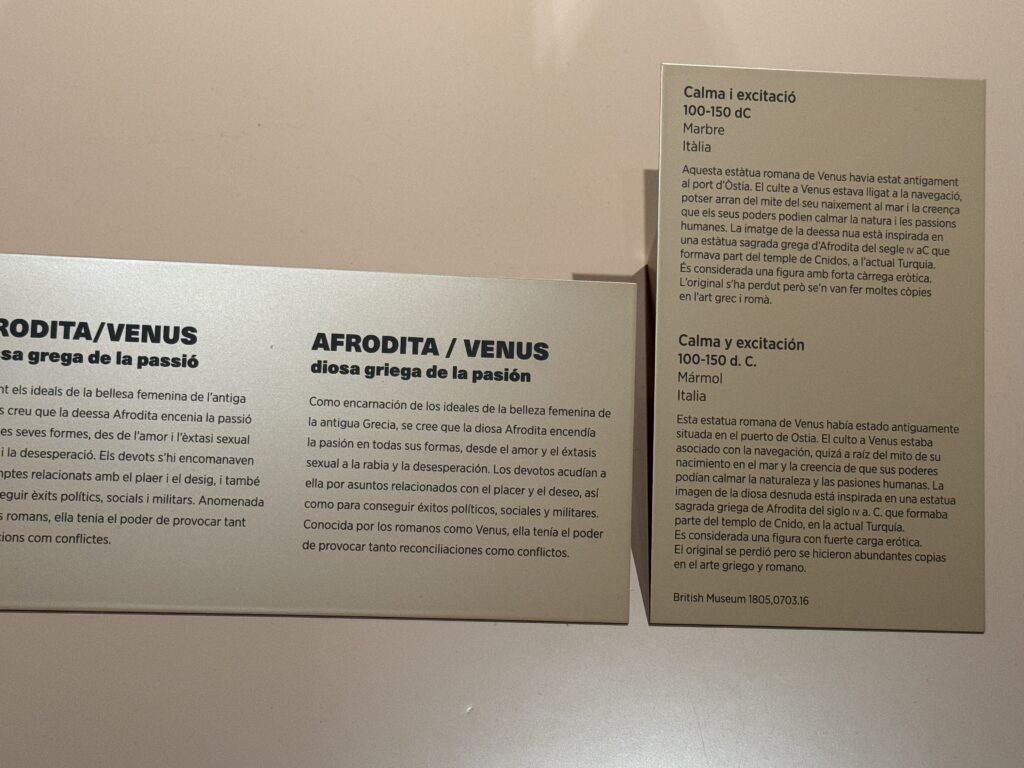 RODITA/VENUS
sa grega de la passió
nt els ideals de la bellesa femenina de l'antiga
s creu que la deessa Afrodita encenia la passió
es seves formes, des de l'amor i l'èxtasi sexual
i la desesperació. Els devots s'hi encomanaven
mptes relacionats amb el plaer i el desig, i també
seguir èxits polítics, socials i militars. Anomenada
s romans, ella tenia el poder de provocar tant
cions com conflictes.
AFRODITA / VENUS
diosa griega de la pasión
Como encarnación de los ideales de la belleza femenina de
la antigua Grecia, se cree que la diosa Afrodita encendía
la pasión en todas sus formas, desde el amor y el éxtasis
sexual a la rabia y la desesperación. Los devotos acudían a
ella por asuntos relacionados con el placer y el deseo, así
como para conseguir éxitos políticos, sociales y militares.
Conocida por los romanos como Venus, ella tenía el poder
de provocar tanto reconciliaciones como conflictos.
Calma i excitació
100-150 dC
Marbre
Itàlia
Aquesta estàtua romana de Venus havia estat antigament
al port d'Òstia. El culte a Venus estava lligat a la navegació,
potser arran del mite del seu naixement al mar i la creença
que els seus poders podien calmar la natura i les passions
humanes. La imatge de la deessa nua està inspirada en
una estàtua sagrada grega d'Afrodita del segle IV aC que
formava part del temple de Cnidos, a l'actual Turquia.
És considerada una figura amb forta càrrega eròtica.
L'original s'ha perdut però se'n van fer moltes còpies
en l'art grec i romà.
Calma y excitación
100-150 d. C.
Mármol
Italia
Esta estatua romana de Venus había estado antiguamente
situada en el puerto de Ostia. El culto a Venus estaba
asociado con la navegación, quizá a raíz del mito de su
nacimiento en el mar y la creencia de que sus poderes
podían calmar la naturaleza y las pasiones humanas. La
imagen de la diosa desnuda está inspirada en una estatua
sagrada griega de Afrodita del siglo IV a. C. que formaba
parte del templo de Cnido, en la actual Turquía.
Es considerada una figura con fuerte carga erótica.
El original se perdió pero se hicieron abundantes copias
en el arte griego y romano.
British Museum 1805,0703.16